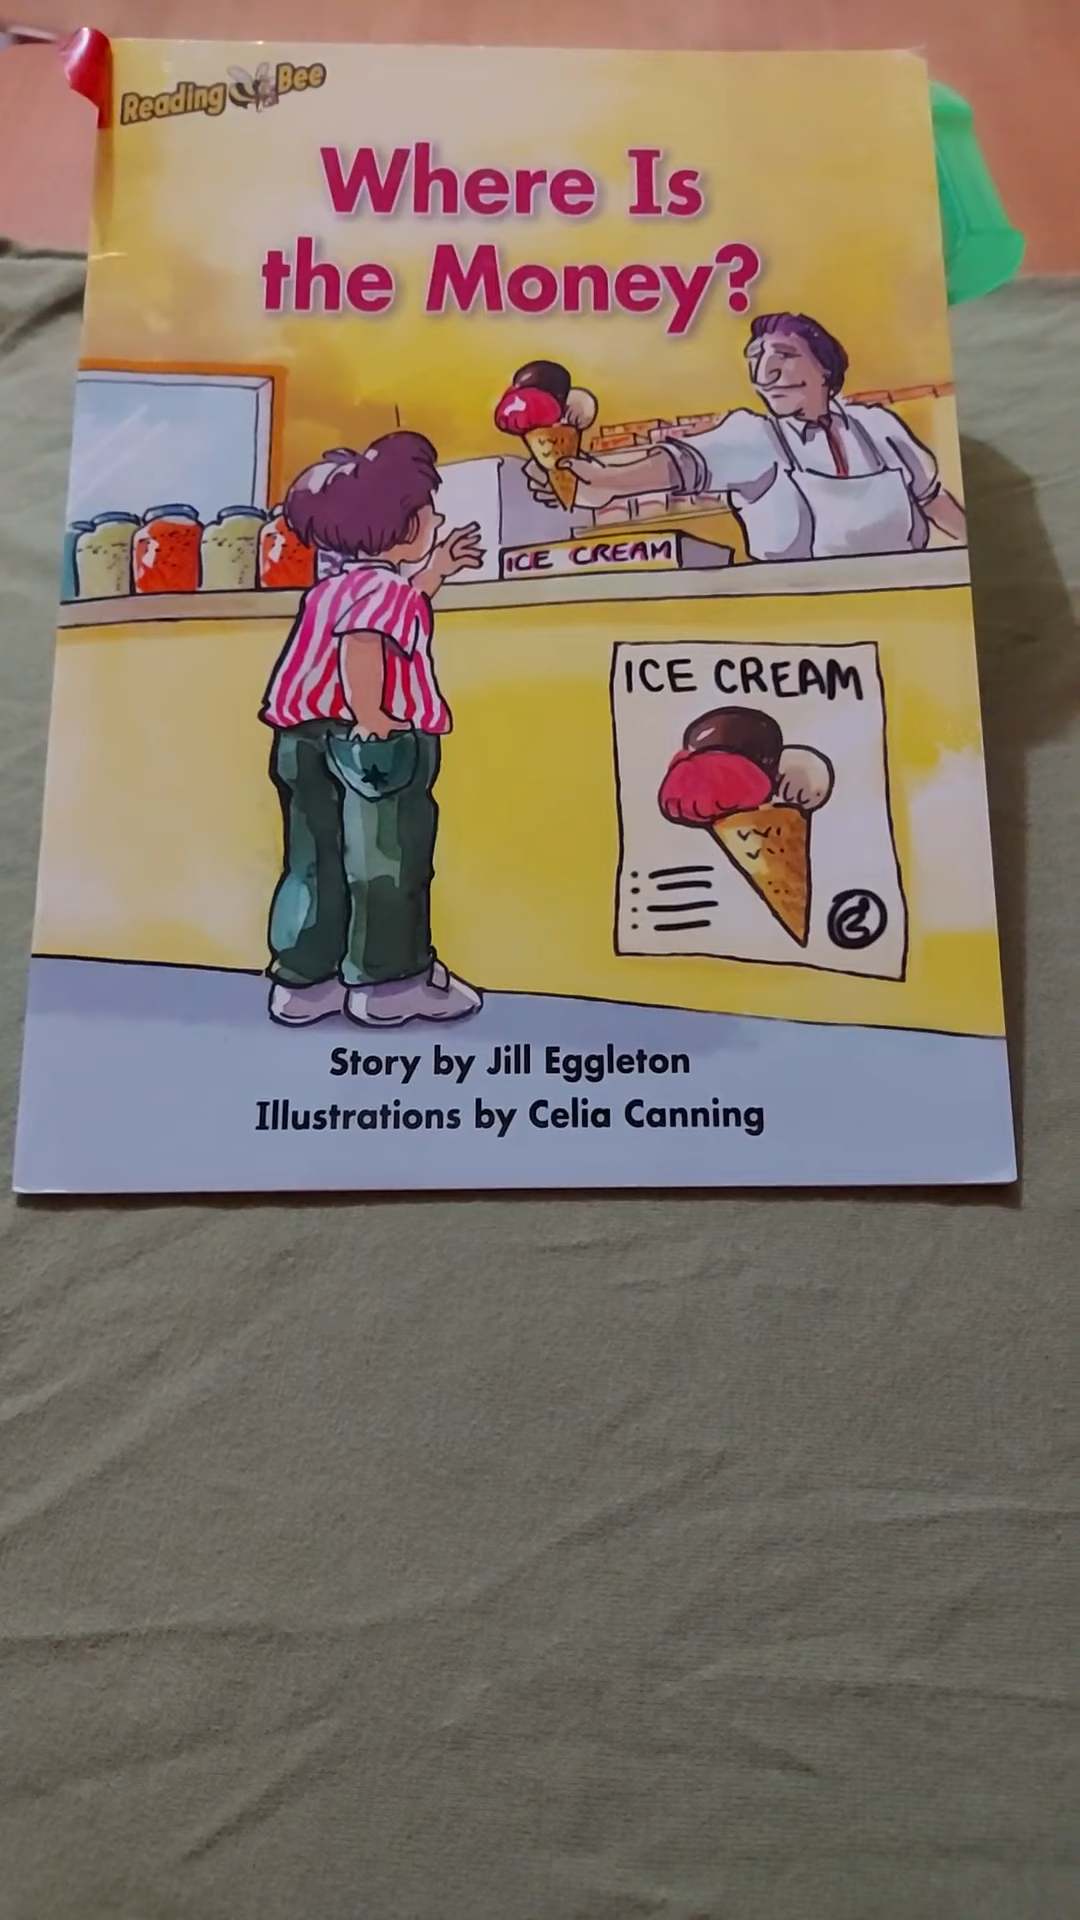 Reading Bee
Where Is
the Money?
ICE CREAM
ICE CREAM
Story by Jill Eggleton
Illustrations by Celia Canning